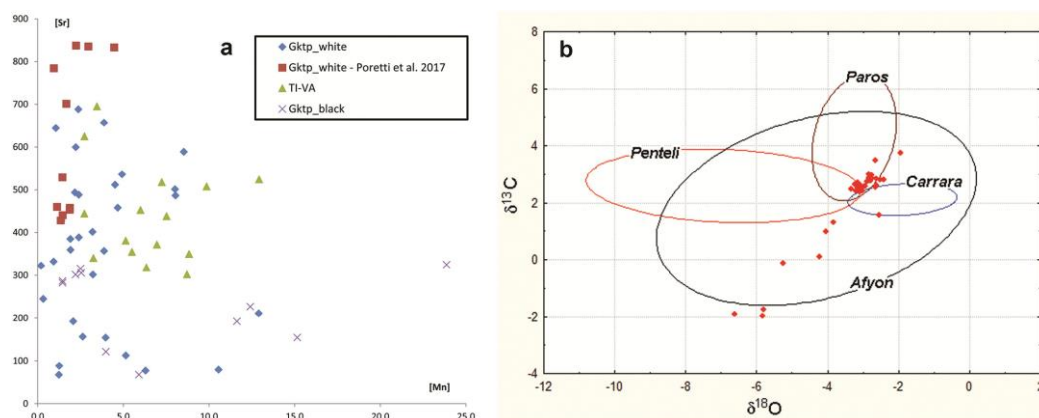 [Sr]
a
900
800
700
600
500
400
300
200
100
0
0.0 5.0 10.0 15.0 20.0 25.0
[Mn]
Gktp_white
Gktp_white - Poretti et al. 2017
TI-VA
Gktp_black
b
8
6
4
2
0
-2
-4
-12 -10 -8 -6 -4 -2 0 2
δ13C
δ18O
Paros
Penteli
Carrara
Afyon